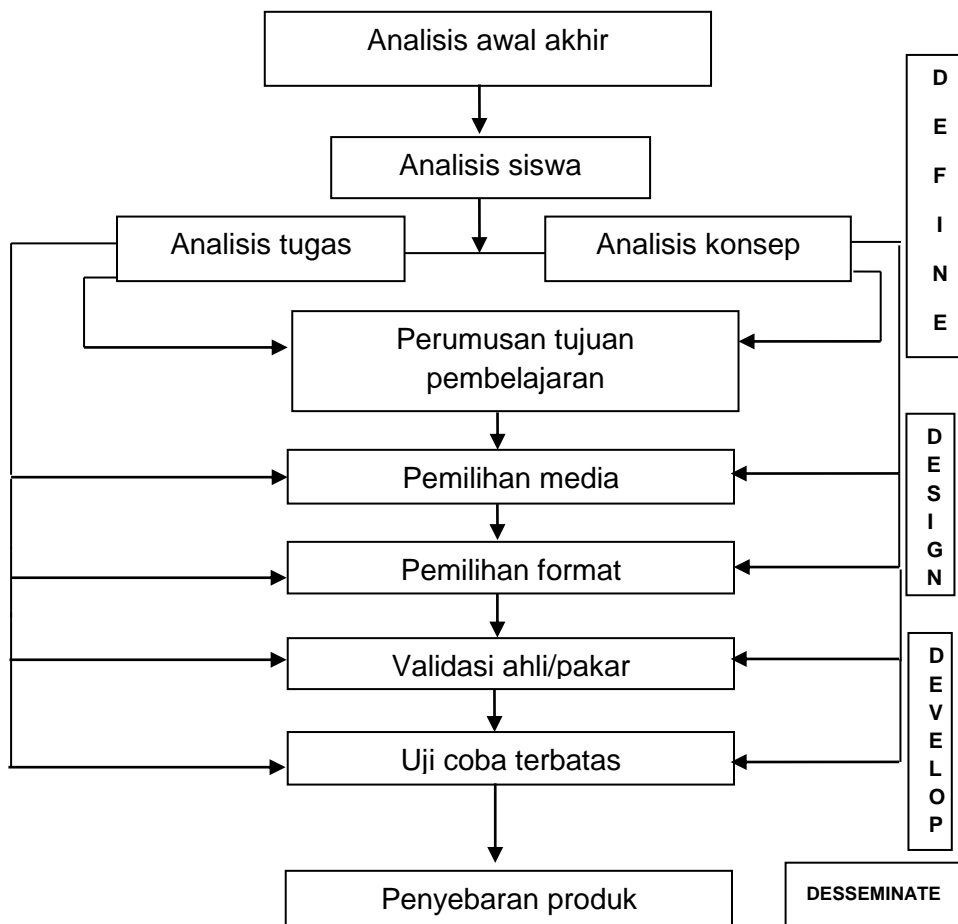 Analisis awal akhir
Analisis siswa
Analisis tugas
Analisis konsep
Perumusan tujuan
pembelajaran
Pemilihan media
Pemilihan format
Validasi ahli/pakar
Uji coba terbatas
Penyebaran produk
D
E
F
I
N
E
D
E
S
I
G
N
D
E
V
E
L
O
P
DESSEMINATE